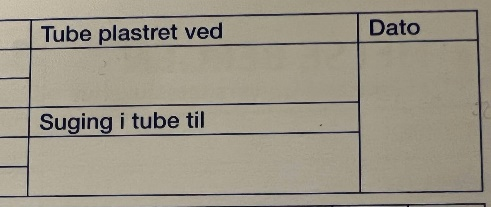 Tube plastret ved
Dato
Suging i tube til